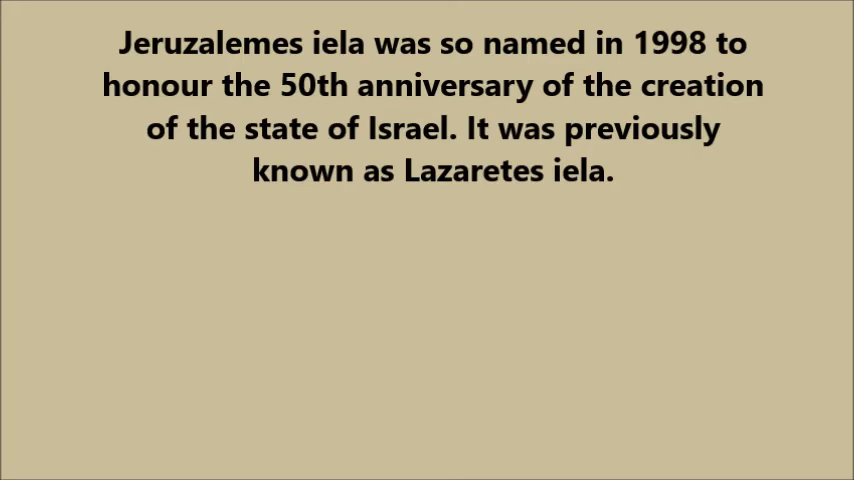 Jeruzalemes iela was so named in 1998 to
honour the 50th anniversary of the creation
of the state of Israel. It was previously
known as Lazaretes iela.